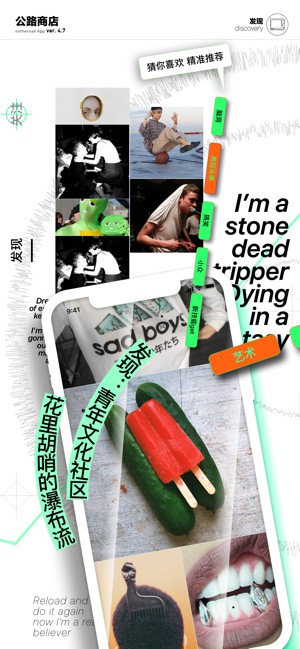 公路商店
ontheroad App ver. 4.7
发现
discovery
猜你喜欢 精准推荐
发现
I'm a
stone
dead
tripper
Dying
in a
小众
艺术
9:41
sad boys
发现：青年文化社区
花里胡哨的瀑布流
Reload and
do it again
now I'm a real
believer